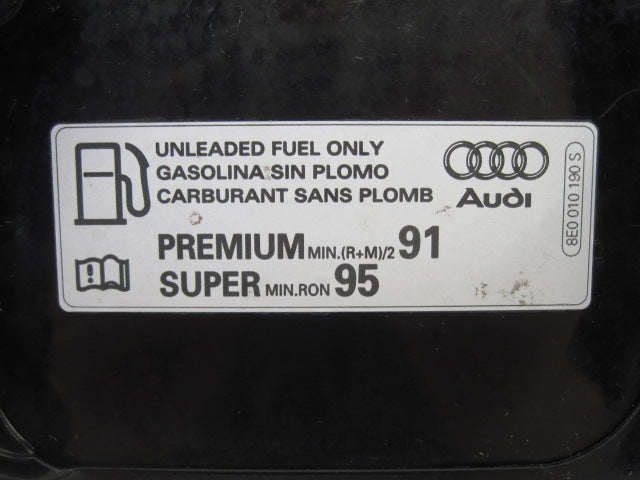 UNLEADED FUEL ONLY
GASOLINA SIN PLOMO
CARBURANT SANS PLOMB
Audi
8E0 010 190 S
PREMIUM MIN.(R+M)/2 91
SUPER MIN.RON 95